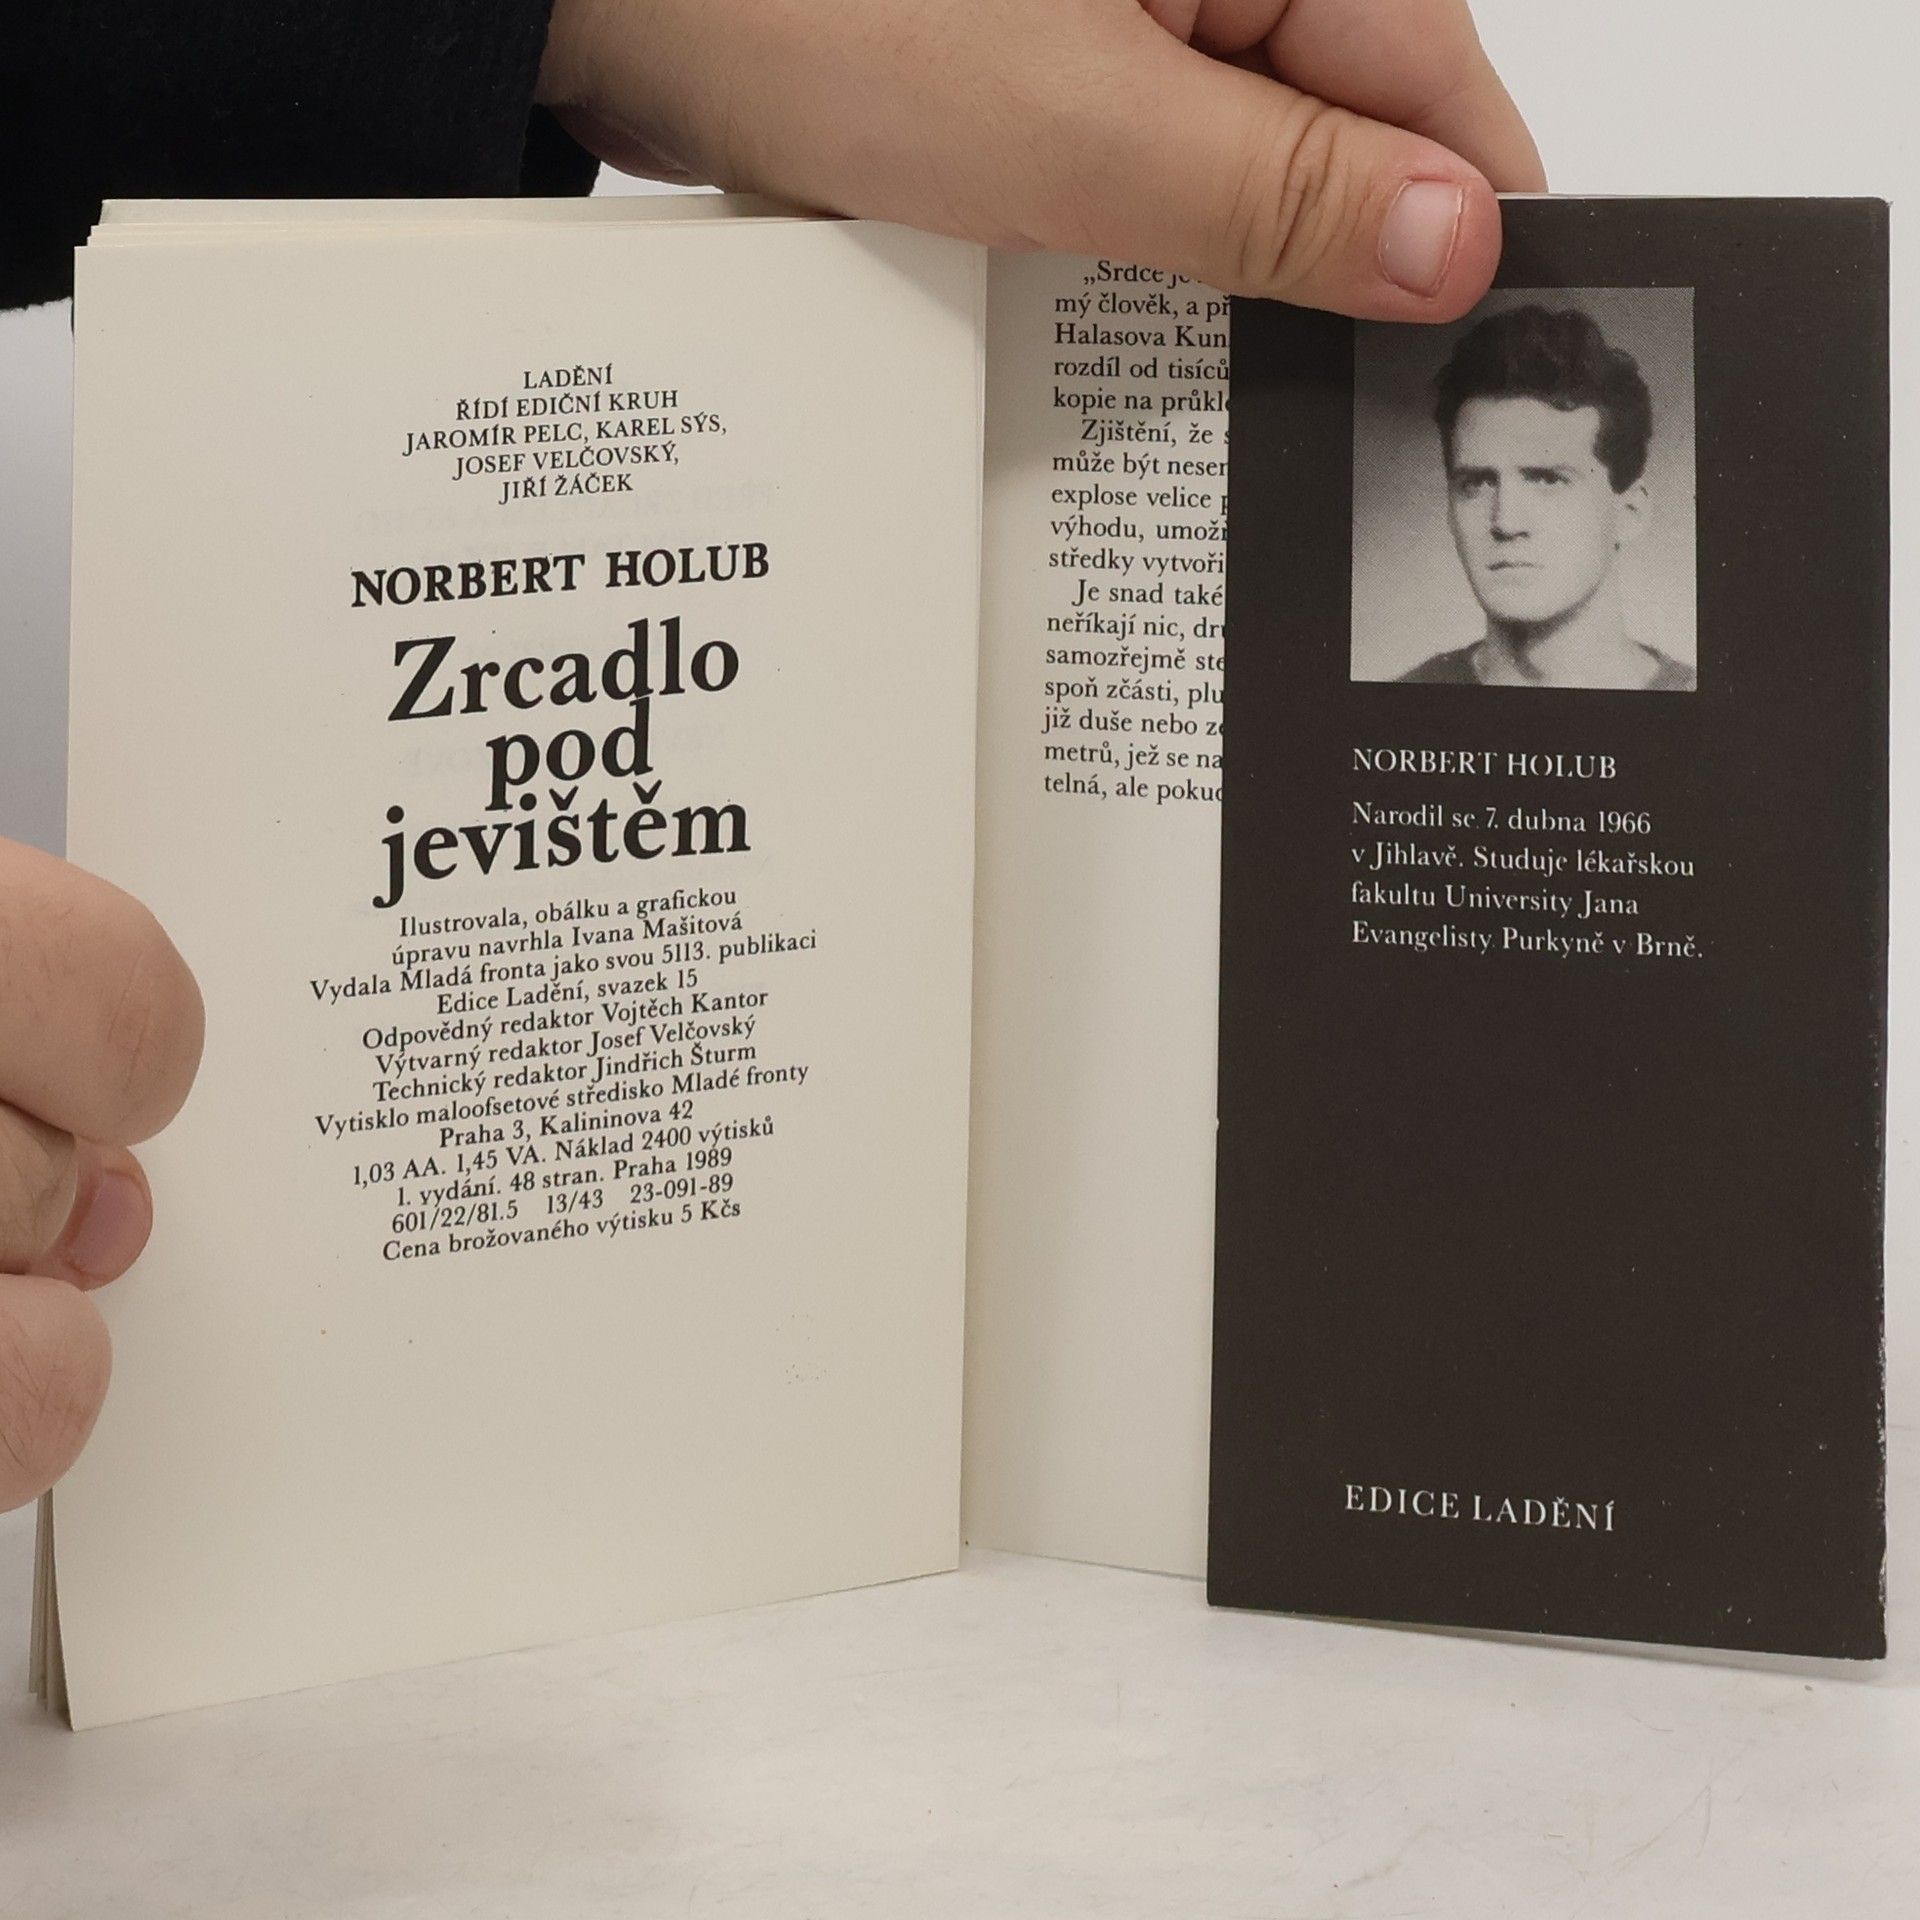 LADĚNÍ
ŘÍDÍ EDIČNÍ KRUH
JAROMÍR PELC, KAREL SÝS,
JOSEF VELČOVSKÝ,
JIŘÍ ŽÁČEK
NORBERT HOLUB
Zrcadlo
pod
jevištěm
Ilustrovala, obálku a grafickou
úpravu navrhla Ivana Mašitová
Vydala Mladá fronta jako svou 5113. publikaci
Edice Ladění, svazek 15
Odpovědný redaktor Vojtěch Kantor
Výtvarný redaktor Josef Velčovský
Technický redaktor Jindřich Šturm
Vytisklo maloofsetové středisko Mladé fronty
Praha 3, Kalininova 42
1,03 AA. 1,45 VA. Náklad 2400 výtisků
1. vydání. 48 stran. Praha 1989
601/22/81.5 13/43 23-091-89
Cena brožovaného výtisku 5 Kčs
„Srdce
mý člověk, a př
Halasova Kun
rozdíl od tisíců
kopie na průkl
Zjištění, že
může být neser
explose velice
výhodu, umož
středky vytvoři
Je snad také
neříkají nic, dr
samozřejmě ste
spoň zčásti, plu
již duše nebo z
metrů, jež se na
telná, ale pokud
NORBERT HOLUB
Narodil se 7. dubna 1966
v Jihlavě. Studuje lékařskou
fakultu University Jana
Evangelisty Purkyně v Brně.
EDICE LADĚNÍ